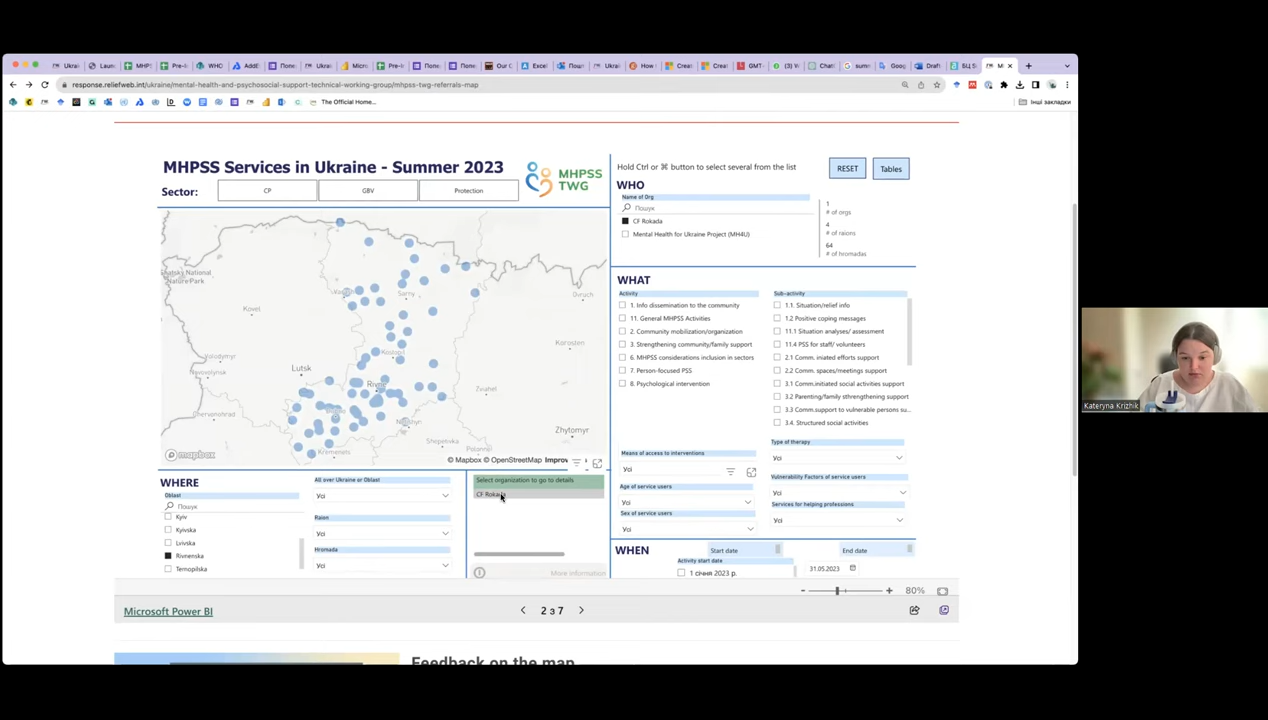 response.reliefweb.int/ukraine/mental-health-and-psychosocial-support-technical-working-group/mhpss-twg-referrals-map
The Official Home...
Інші закладки
MHPSS Services in Ukraine - Summer 2023
MHPSS
TWG
Sector:
CP
GBV
Protection
Hold Ctrl or ⌘ button to select several from the list
RESET
Tables
WHO
Name of Org
Пошук
CF Rokada
Mental Health for Ukraine Project (MH4U)
1
# of orgs
4
# of raions
64
# of hromadas
Kovel
Sarny
Ovruch
Korosten
Lutsk
Rivne
Zviahel
Shepetivka
Zhytomyr
Kremenets
mapbox
© Mapbox © OpenStreetMap Improv
WHAT
Activity
1. Info dissemination to the community
11. General MHPSS Activities
2. Community mobilization/organization
3. Strengthening community/family support
6. MHPSS considerations inclusion in sectors
7. Person-focused PSS
8. Psychological intervention
Sub-activity
1.1. Situation/relief info
1.2 Positive coping messages
11.1 Situation analyses/ assessment
11.4 PSS for staff/ volunteers
2.1 Comm. iniated efforts support
2.2 Comm. spaces/meetings support
3.1 Comm.initiated social activities support
3.2 Parenting/family sthrengthening support
3.3 Comm.support to vulnerable persons su...
3.4. Structured social activities
Means of access to interventions
Усі
Age of service users
Усі
Sex of service users
Усі
Type of therapy
Усі
Vulnerability Factors of service users
Усі
Services for helping professions
Усі
WHERE
Oblast
Пошук
Kyiv
Kyivska
Lvivska
Rivnenska
Ternopilska
All over Ukraine or Oblast
Усі
Raion
Усі
Hromada
Усі
Select organization to go to details
CF Rokada
More information
WHEN
Start date
End date
Activity start date
1 січня 2023 р.
31.05.2023
80%
Microsoft Power BI
2 з 7
Feedback on the map
Kateryna Krizhik